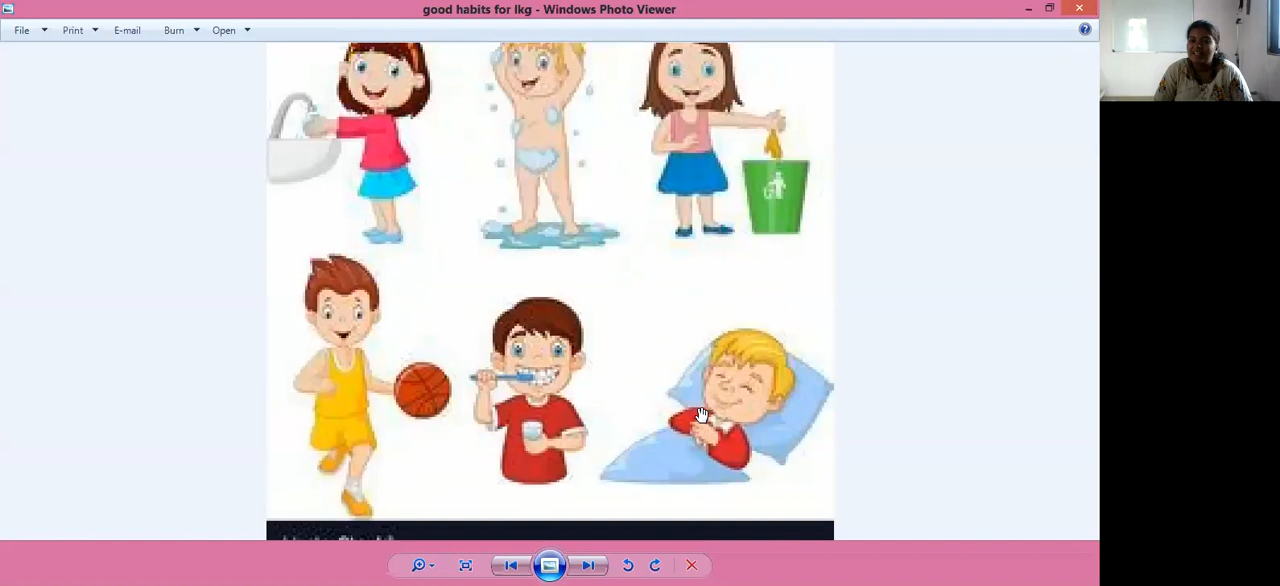 good habits for lkg - Windows Photo Viewer
File Print E-mail Burn Open